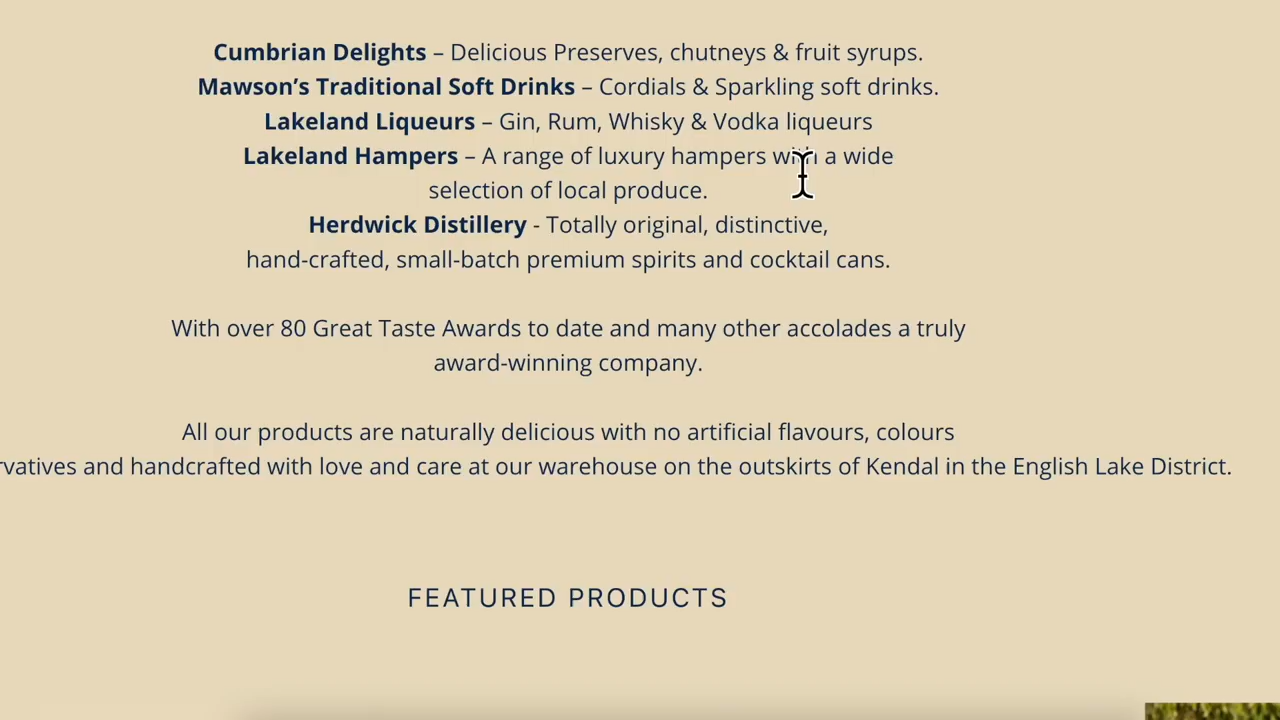 Cumbrian Delights – Delicious Preserves, chutneys & fruit syrups.
Mawson’s Traditional Soft Drinks – Cordials & Sparkling soft drinks.
Lakeland Liqueurs – Gin, Rum, Whisky & Vodka liqueurs
Lakeland Hampers – A range of luxury hampers with a wide
selection of local produce.
Herdwick Distillery - Totally original, distinctive,
hand-crafted, small-batch premium spirits and cocktail cans.
With over 80 Great Taste Awards to date and many other accolades a truly
award-winning company.
All our products are naturally delicious with no artificial flavours, colours
and handcrafted with love and care at our warehouse on the outskirts of Kendal in the English Lake District.
FEATURED PRODUCTS